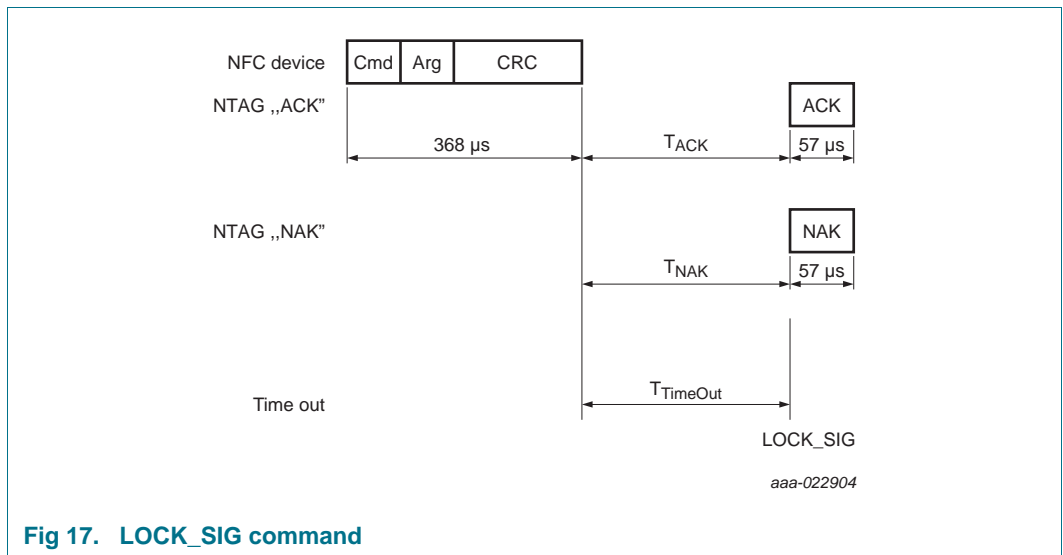 NFC device Cmd Arg CRC
NTAG ,,ACK” ACK
368 µs TACK 57 µs
NTAG ,,NAK” NAK
TNAK 57 µs
Time out TTimeOut
LOCK_SIG
aaa-022904
Fig 17. LOCK_SIG command